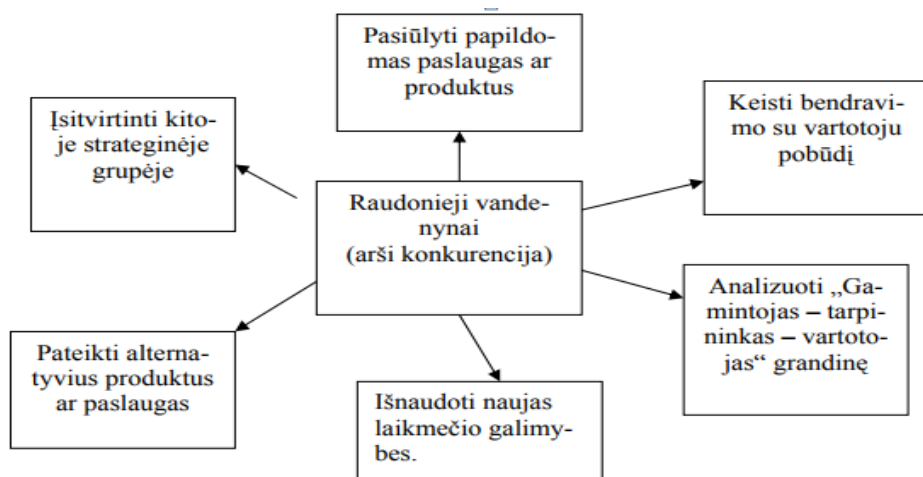 Pasiūlyti papildo-
mas paslaugas ar
produktus
Įsitvirtinti kito-
je strateginėje
grupėje
Keisti bendravi-
mo su vartotoju
pobūdį
Raudonieji vande-
nynai
(arši konkurencija)
Pateikti alterna-
tyvius produktus
ar paslaugas
Analizuoti „Ga-
mintojas – tarpi-
ninkas – vartoto-
jas“ grandinę
Išnaudoti naujas
laikmečio galimy-
bes.